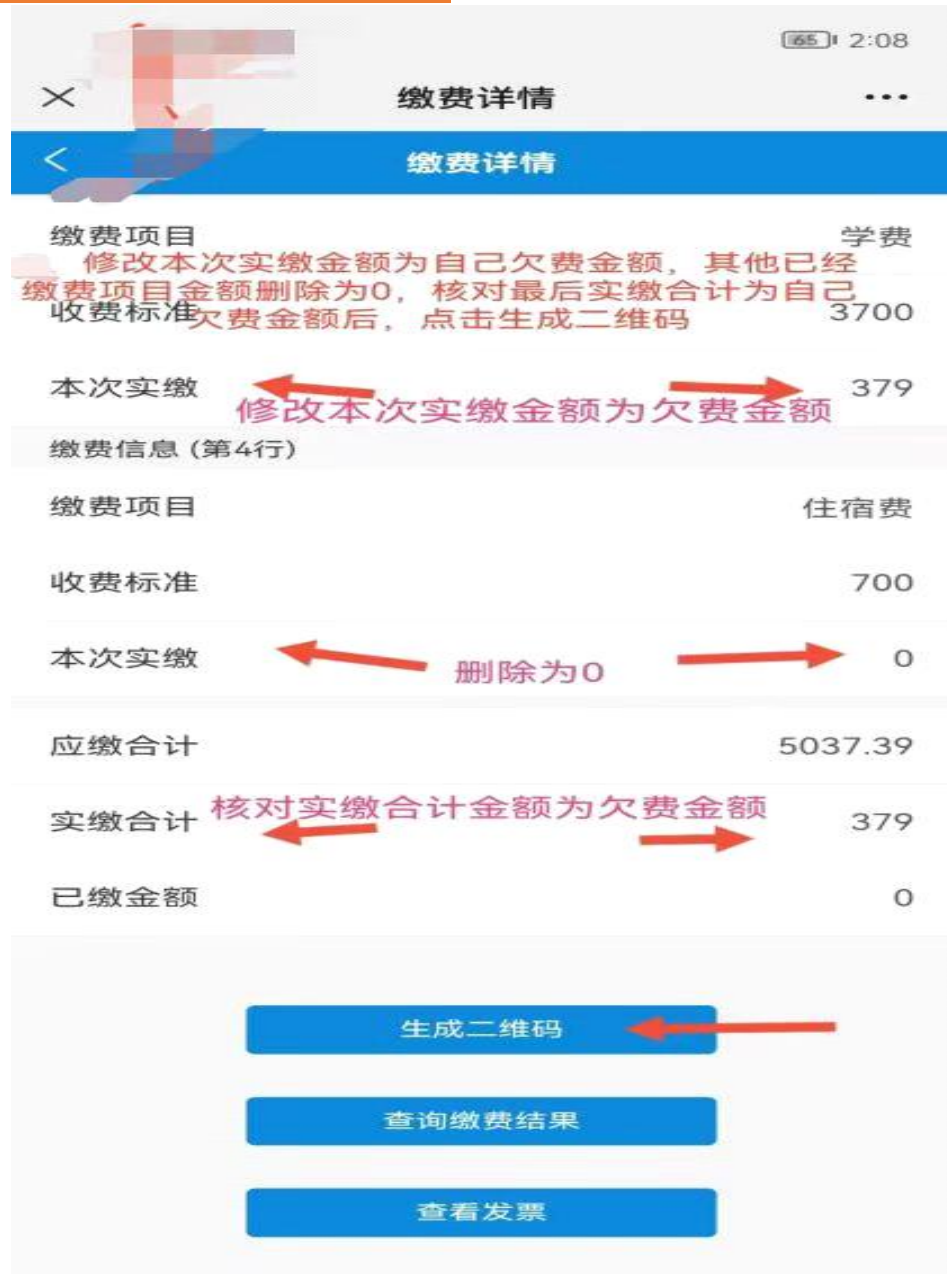 65 2:08
缴费详情
缴费详情
缴费项目 学费
修改本次实缴金额为自己欠费金额，其他已经
缴费项目金额删除为0，核对最后实缴合计为自己
欠费金额后，点击生成二维码
收费标准 3700
本次实缴 379
修改本次实缴金额为欠费金额
缴费信息 (第4行)
缴费项目 住宿费
收费标准 700
本次实缴 0
删除为0
应缴合计 5037.39
核对实缴合计金额为欠费金额
实缴合计 379
已缴金额 0
生成二维码
查询缴费结果
查看发票